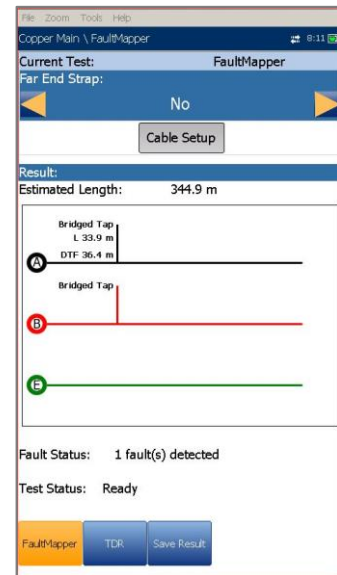 File Zoom Tools Help
Copper Main \ FaultMapper 8:11
Current Test: FaultMapper
Far End Strap:
No
Cable Setup
Result:
Estimated Length: 344.9 m
Bridged Tap
L 33.9 m
DTF 36.4 m
A
Bridged Tap
B
E
Fault Status: 1 fault(s) detected
Test Status: Ready
FaultMapper TDR Save Result